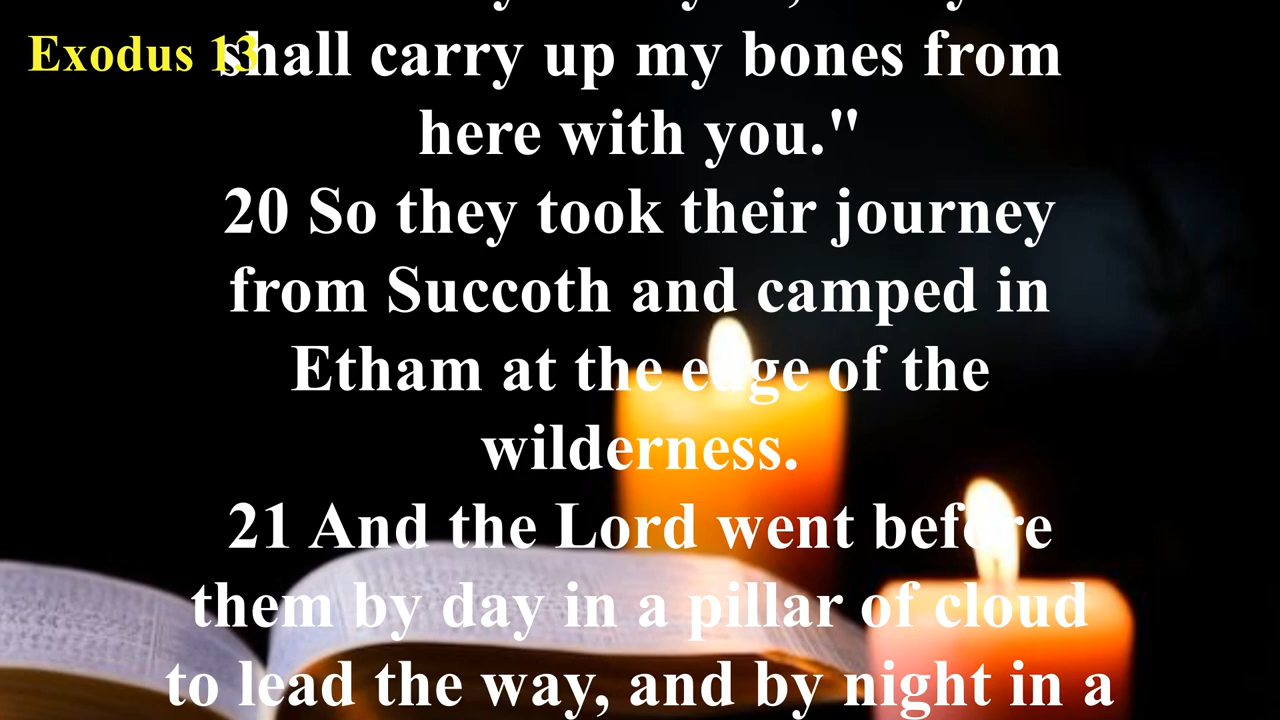 Exodus 13
shall carry up my bones from
here with you."
20 So they took their journey
from Succoth and camped in
Etham at the edge of the
wilderness.
21 And the Lord went before
them by day in a pillar of cloud
to lead the way, and by night in a